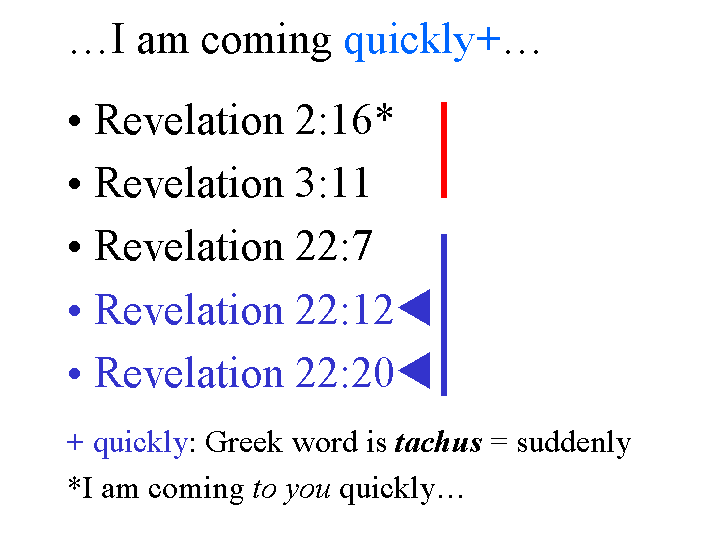 …I am coming quickly+…
• Revelation 2:16*
• Revelation 3:11
• Revelation 22:7
• Revelation 22:12
• Revelation 22:20
+ quickly: Greek word is tachus = suddenly
*I am coming to you quickly…